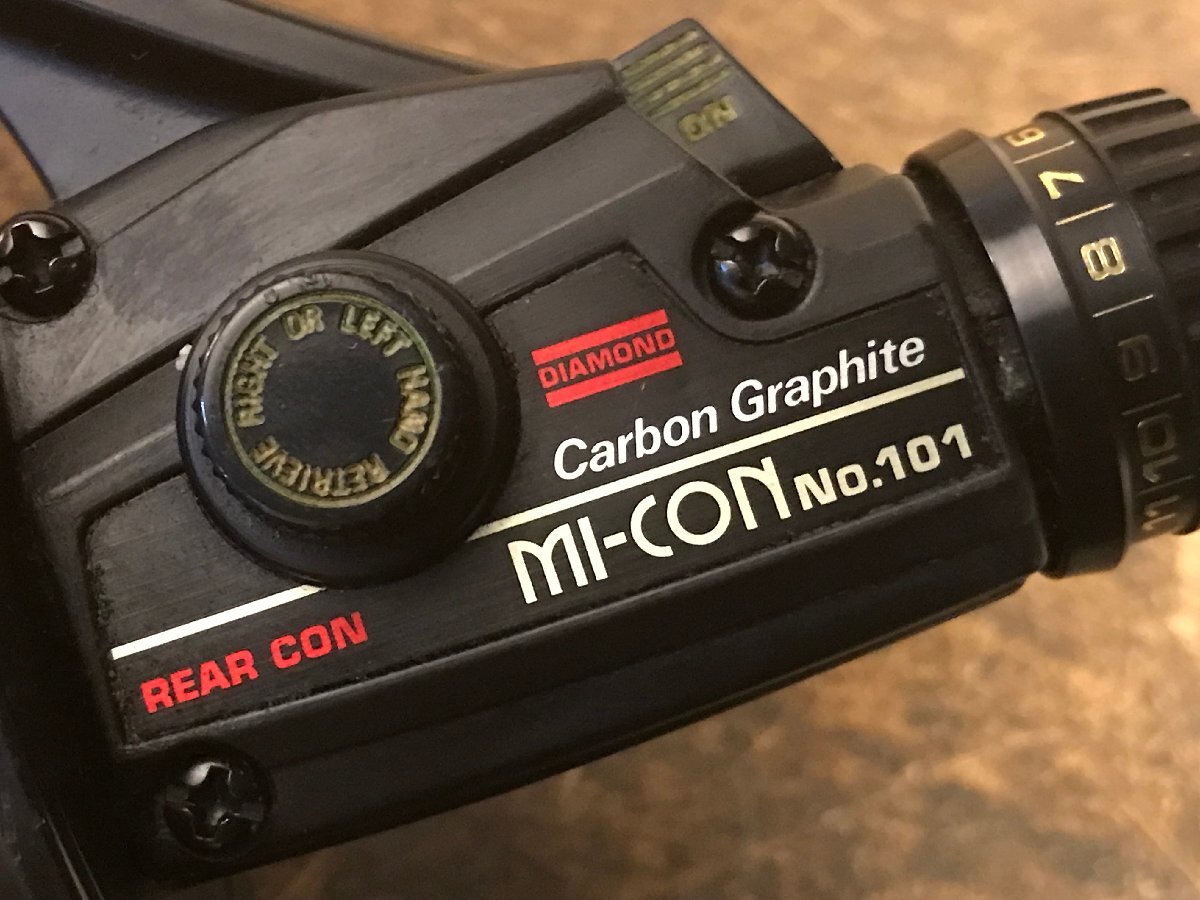 ON
RIGHT OR LEFT HAND RETRIEVE
DIAMOND
Carbon Graphite
MI-CON No.101
REAR CON
6 7 8 9 10 11